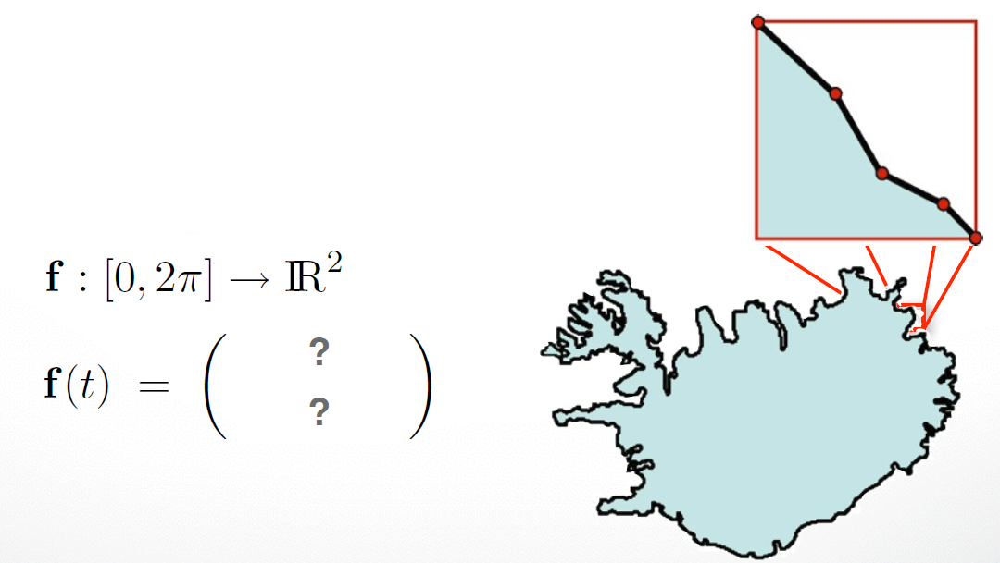 f : [0, 2π] → ℝ²
f(t) = ( ? )
?